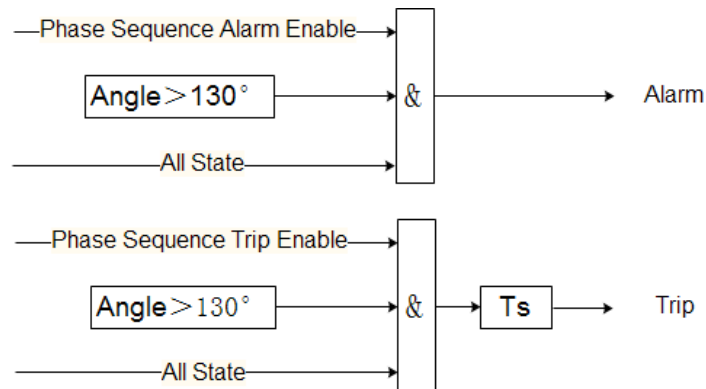 Phase Sequence Alarm Enable
Angle＞130°
&
Alarm
All State
Phase Sequence Trip Enable
Angle＞130°
&
Ts
Trip
All State